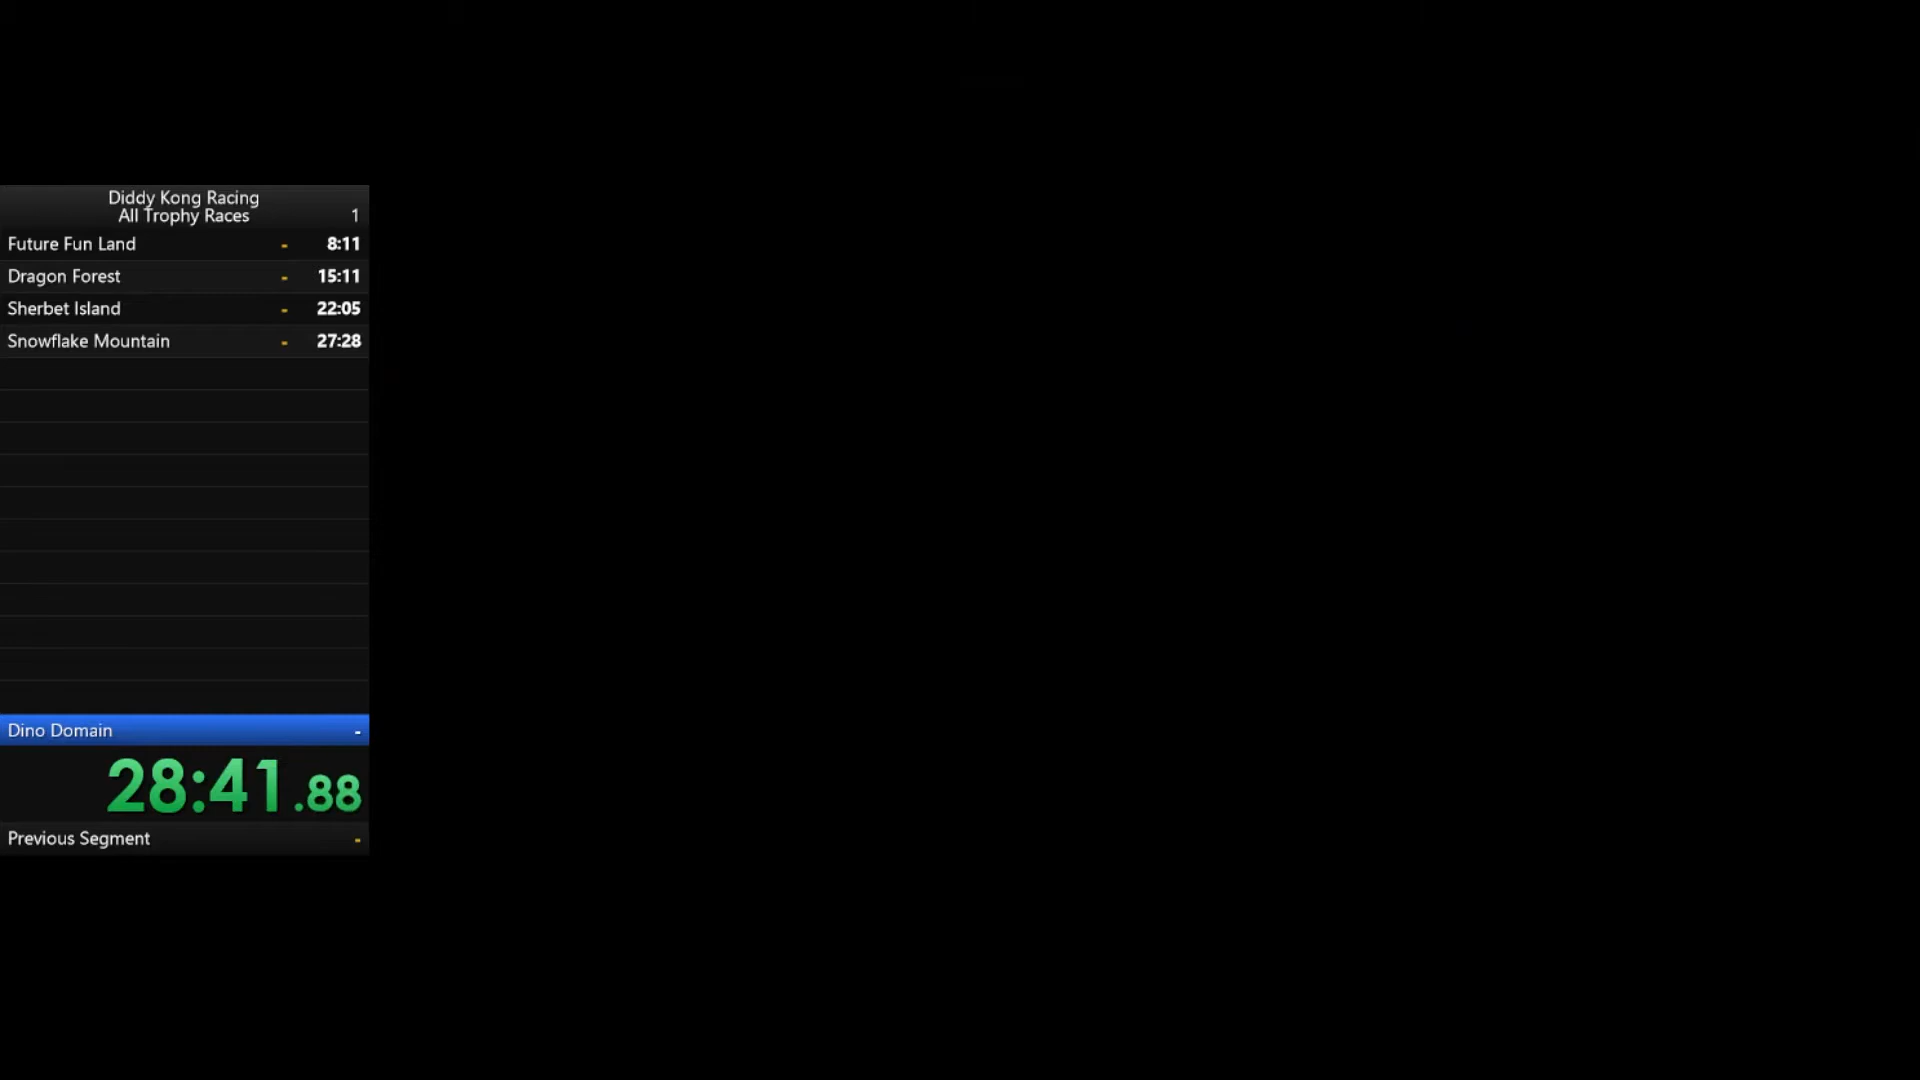 Diddy Kong Racing
All Trophy Races 1
Future Fun Land - 8:11
Dragon Forest - 15:11
Sherbet Island - 22:05
Snowflake Mountain - 27:28
Dino Domain -
28:41.88
Previous Segment -